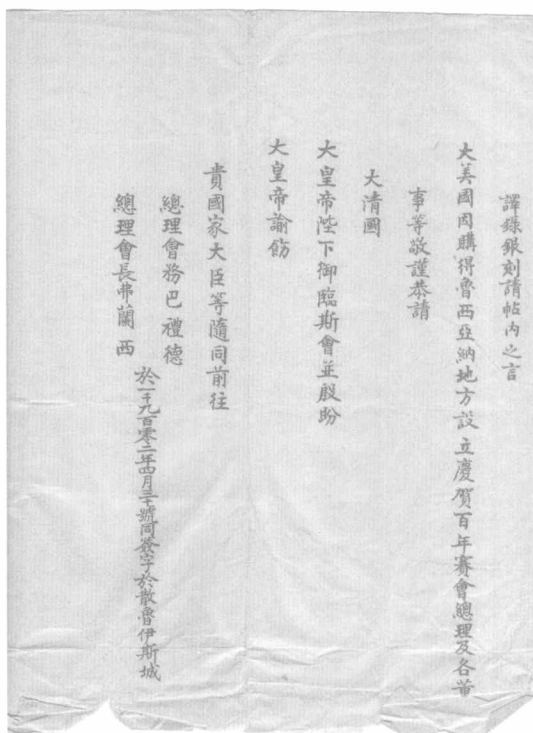 譯錄銀刻請帖內之言
大美國因購得魯西亞納地方設立慶賀百年賽會總理及各董
事等敬謹恭請
大清國
大皇帝陛下御臨斯會並殷盼
大皇帝諭飭
貴國家大臣等隨同前往
總理會務巴禮德
總理會長弗蘭西
於一千九百零二年四月三十號同簽字於散魯伊斯城